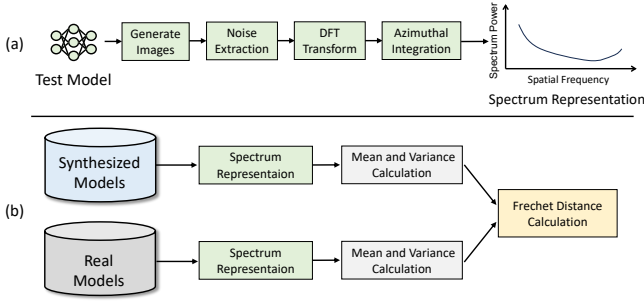 (a)
Test Model
Generate
Images
Noise
Extraction
DFT
Transform
Azimuthal
Integration
Spectrum Power
Spatial Frequency
Spectrum Representation
(b)
Synthesized
Models
Spectrum
Representaion
Mean and Variance
Calculation
Frechet Distance
Calculation
Real
Models
Spectrum
Representaion
Mean and Variance
Calculation